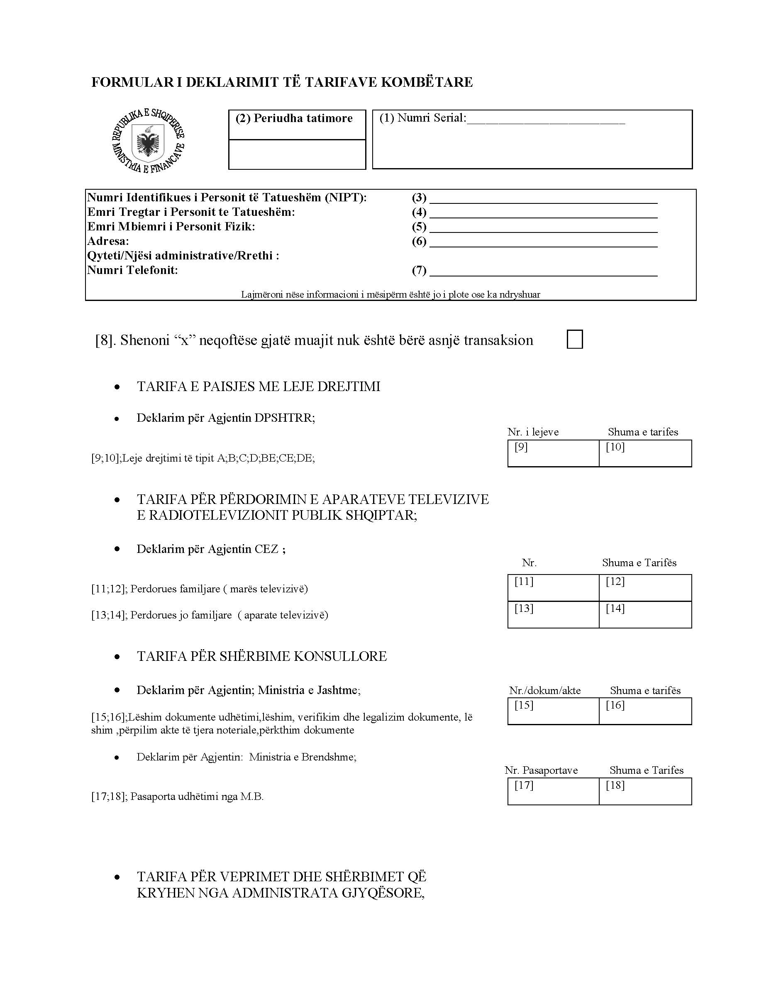 FORMULAR I DEKLARIMIT TË TARIFAVE KOMBËTARE
REPUBLIKA E SHQIPERISE
MINISTRIA E FINANCAVE
(2) Periudha tatimore
(1) Numri Serial:_________________________
Numri Identifikues i Personit të Tatueshëm (NIPT): (3) ____________________________________
Emri Tregtar i Personit te Tatueshëm: (4) ____________________________________
Emri Mbiemri i Personit Fizik: (5) ____________________________________
Adresa: (6) ____________________________________
Qyteti/Njësi administrative/Rrethi :
Numri Telefonit: (7) ____________________________________
Lajmëroni nëse informacioni i mësipërm është jo i plote ose ka ndryshuar
[8]. Shenoni “x” neqoftëse gjatë muajit nuk është bërë asnjë transaksion
• TARIFA E PAISJES ME LEJE DREJTIMI
• Deklarim për Agjentin DPSHTRR;
Nr. i lejeve Shuma e tarifes
[9] [10]
[9;10];Leje drejtimi të tipit A;B;C;D;BE;CE;DE;
• TARIFA PËR PËRDORIMIN E APARATEVE TELEVIZIVE
E RADIOTELEVIZIONIT PUBLIK SHQIPTAR;
• Deklarim për Agjentin CEZ ;
Nr. Shuma e Tarifës
[11] [12]
[11;12]; Perdorues familjare ( marës televizivë)
[13] [14]
[13;14]; Perdorues jo familjare ( aparate televizivë)
• TARIFA PËR SHËRBIME KONSULLORE
• Deklarim për Agjentin; Ministria e Jashtme;
Nr./dokum/akte Shuma e tarifës
[15] [16]
[15;16];Lëshim dokumente udhëtimi,lëshim, verifikim dhe legalizim dokumente, lë
shim ,përpilim akte të tjera noteriale,përkthim dokumente
• Deklarim për Agjentin: Ministria e Brendshme;
Nr. Pasaportave Shuma e Tarifes
[17] [18]
[17;18]; Pasaporta udhëtimi nga M.B.
• TARIFA PËR VEPRIMET DHE SHËRBIMET QË
KRYHEN NGA ADMINISTRATA GJYQËSORE,